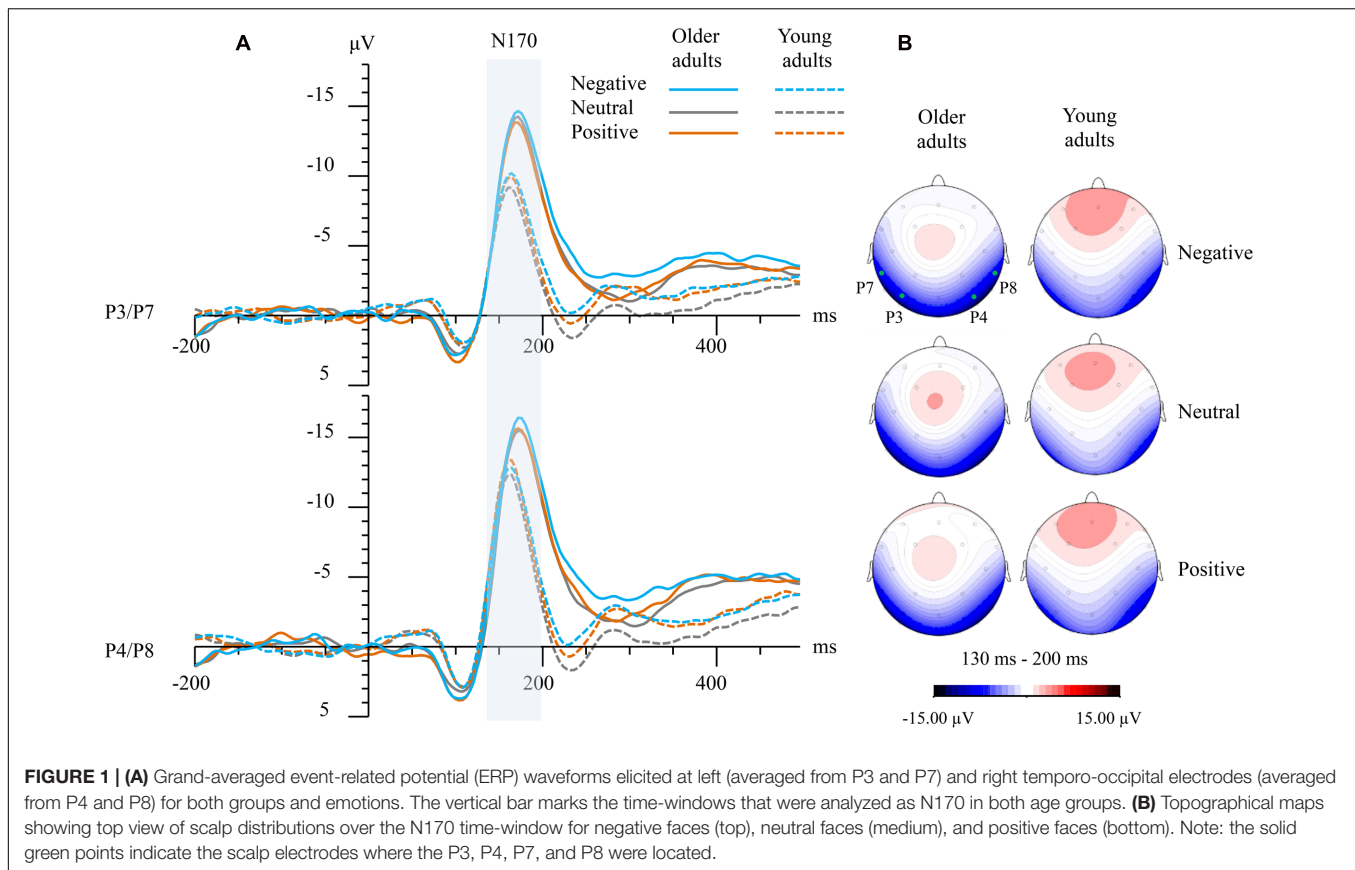 A
µV
N170
Older
adults
Young
adults
Negative
Neutral
Positive
-15
-10
-5
P3/P7
-200
200
400
ms
5
-15
-10
-5
P4/P8
-200
200
400
ms
5
B
Older
adults
Young
adults
P7
P8
P3
P4
Negative
Neutral
Positive
130 ms - 200 ms
-15.00 µV
15.00 µV
FIGURE 1 | (A) Grand-averaged event-related potential (ERP) waveforms elicited at left (averaged from P3 and P7) and right temporo-occipital electrodes (averaged
from P4 and P8) for both groups and emotions. The vertical bar marks the time-windows that were analyzed as N170 in both age groups. (B) Topographical maps
showing top view of scalp distributions over the N170 time-window for negative faces (top), neutral faces (medium), and positive faces (bottom). Note: the solid
green points indicate the scalp electrodes where the P3, P4, P7, and P8 were located.